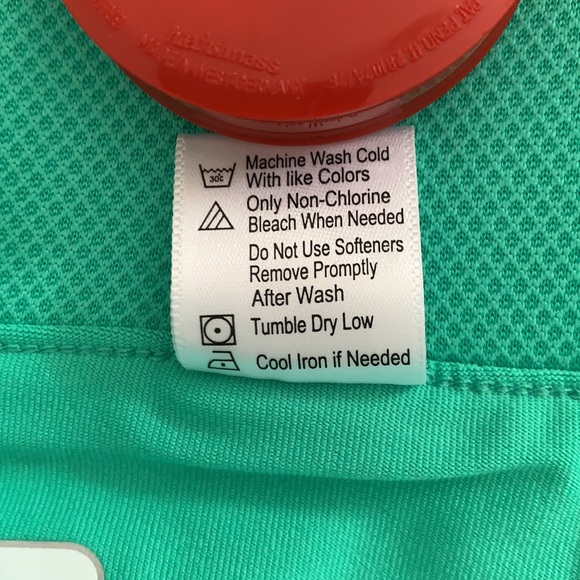 30c
Machine Wash Cold
With like Colors
Only Non-Chlorine
Bleach When Needed
Do Not Use Softeners
Remove Promptly
After Wash
Tumble Dry Low
Cool Iron if Needed